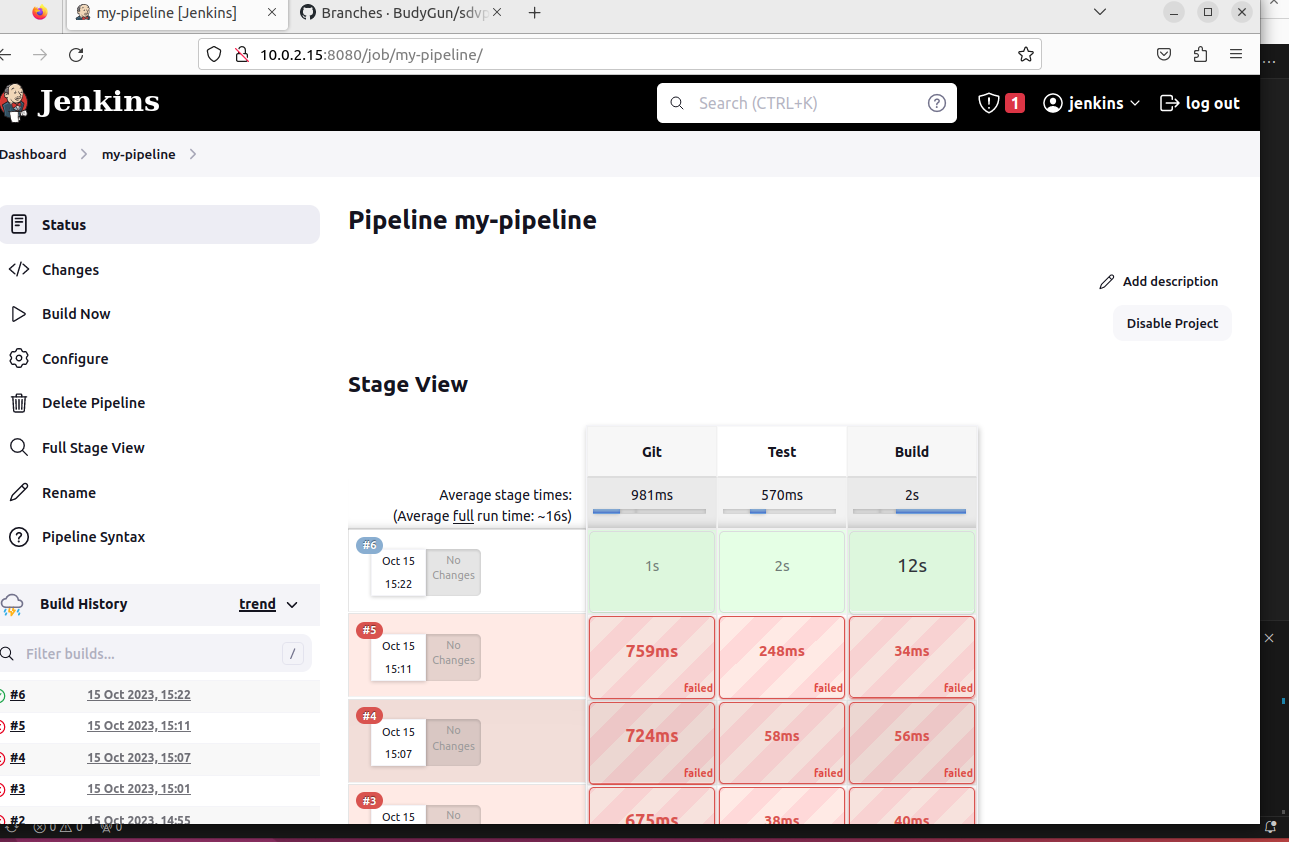 my-pipeline [Jenkins]
Branches · BudyGun/sdvp
10.0.2.15:8080/job/my-pipeline/
Jenkins
Search (CTRL+K)
1
jenkins
log out
Dashboard
my-pipeline
Status
Changes
Build Now
Configure
Delete Pipeline
Full Stage View
Rename
Pipeline Syntax
Build History
trend
Filter builds...
/
#6 15 Oct 2023, 15:22
#5 15 Oct 2023, 15:11
#4 15 Oct 2023, 15:07
#3 15 Oct 2023, 15:01
#2 15 Oct 2023, 14:55
Pipeline my-pipeline
Add description
Disable Project
Stage View
Git Test Build
Average stage times:
(Average full run time: ~16s)
981ms 570ms 2s
#6
Oct 15
15:22
No
Changes
1s 2s 12s
#5
Oct 15
15:11
No
Changes
759ms 248ms 34ms
failed failed failed
#4
Oct 15
15:07
No
Changes
724ms 58ms 56ms
failed failed failed
#3
Oct 15
No
675ms 38ms 40ms
0 0 0